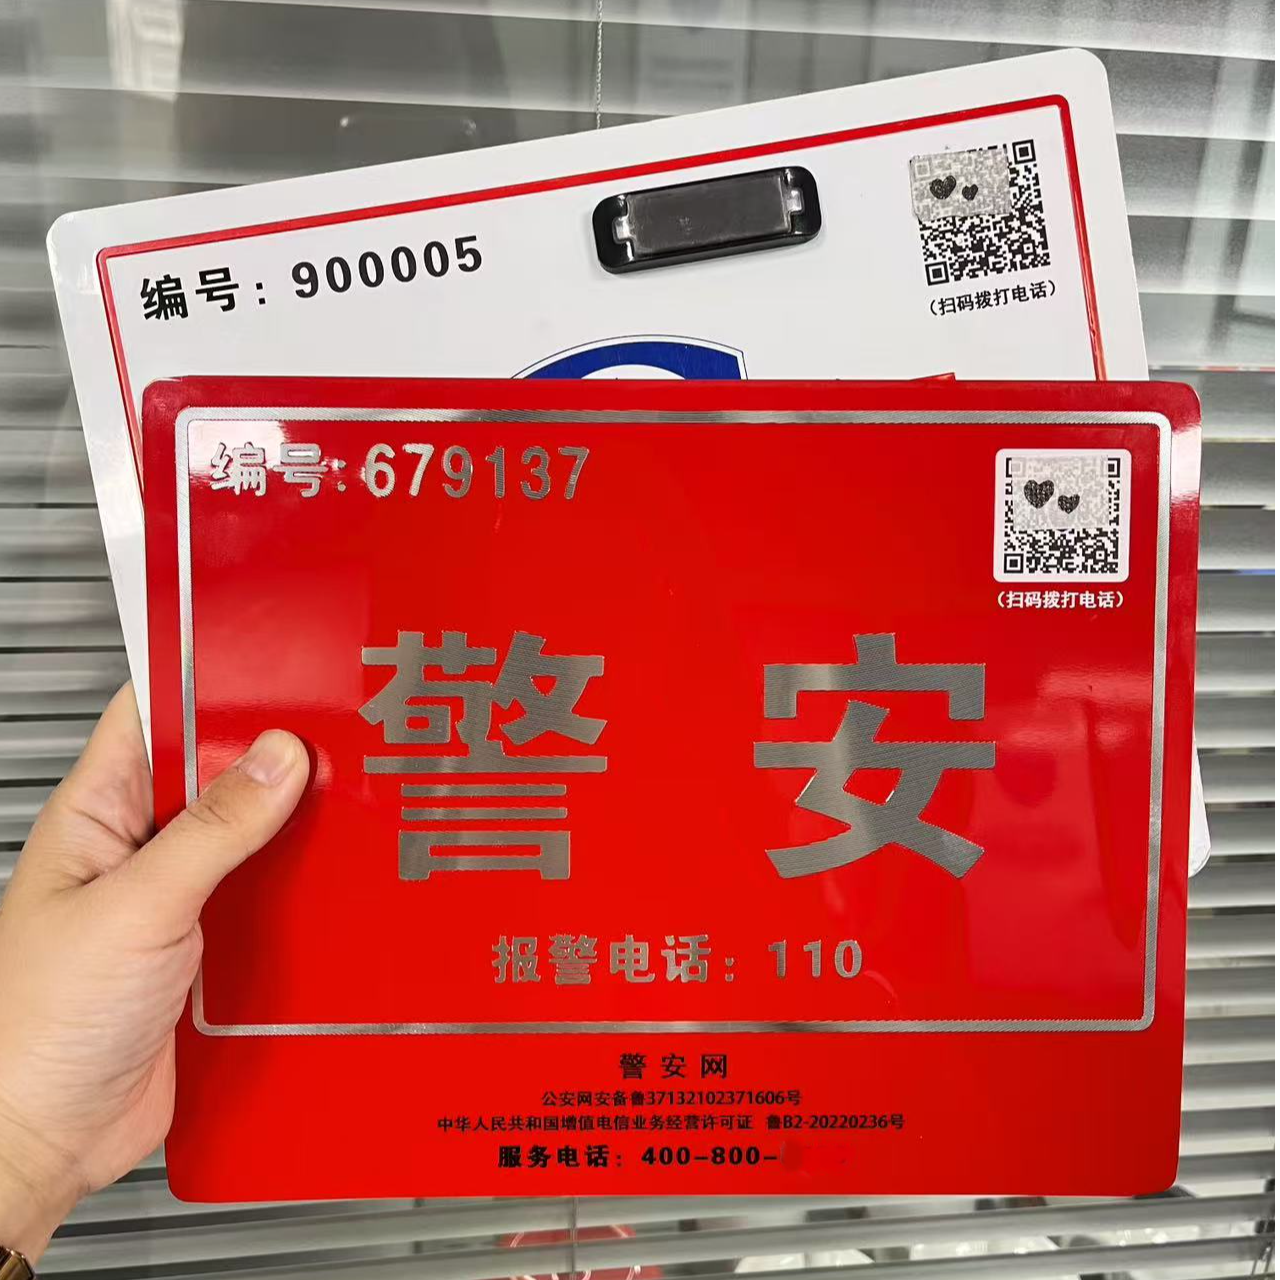 编号：900005
（扫码拨打电话）
编号:679137
（扫码拨打电话）
警安
报警电话：110
警安网
公安网安备鲁37132102371606号
中华人民共和国增值电信业务经营许可证 鲁B2-20220236号
服务电话：400-800-